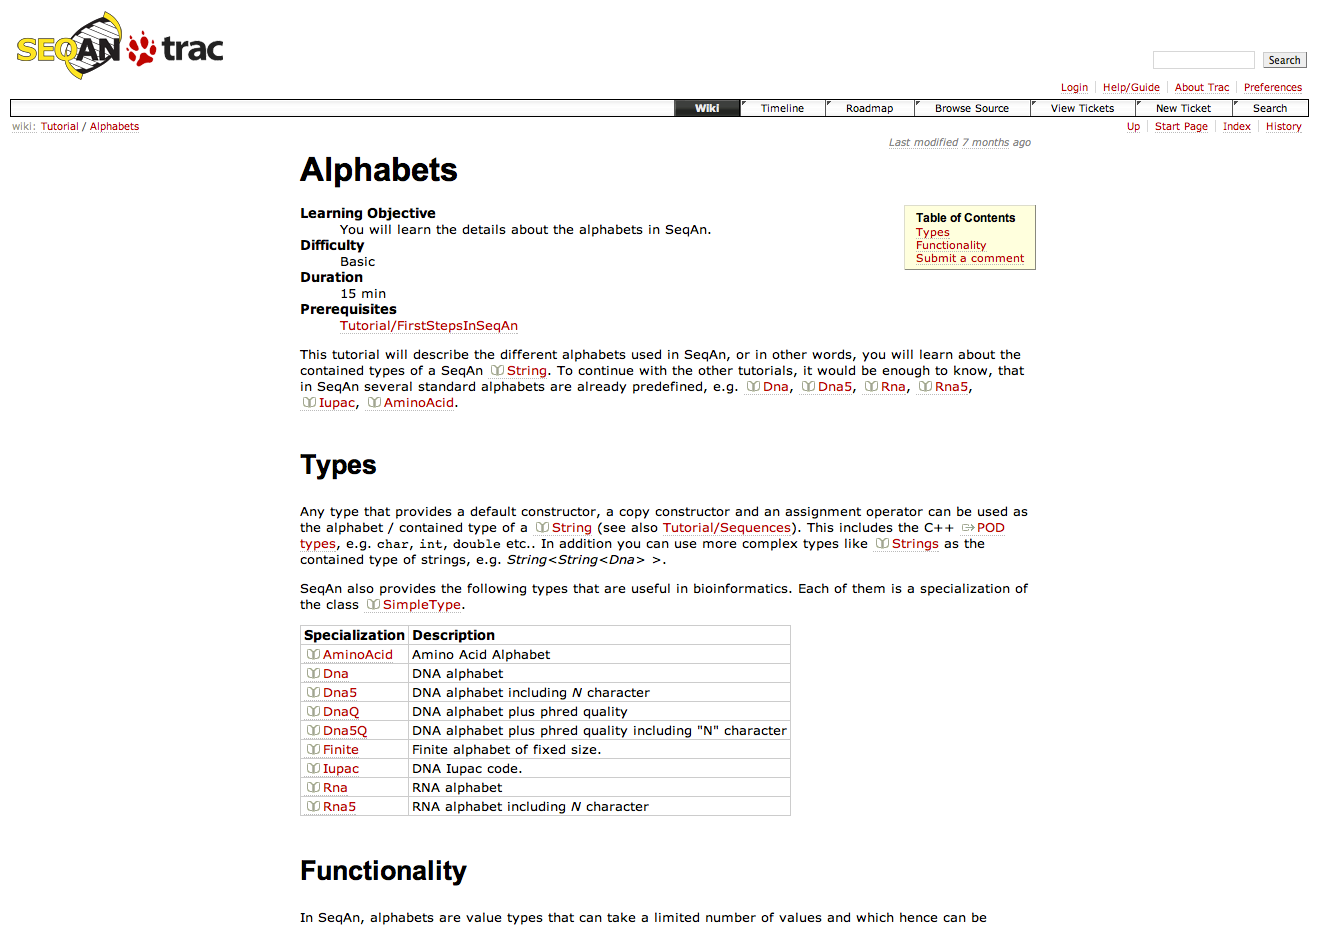 SEQAN trac
Search
Login Help/Guide About Trac Preferences
Wiki Timeline Roadmap Browse Source View Tickets New Ticket Search
wiki: Tutorial / Alphabets
Up Start Page Index History
Last modified 7 months ago
Alphabets
Learning Objective
You will learn the details about the alphabets in SeqAn.
Difficulty
Basic
Duration
15 min
Prerequisites
Tutorial/FirstStepsInSeqAn
Table of Contents
Types
Functionality
Submit a comment
This tutorial will describe the different alphabets used in SeqAn, or in other words, you will learn about the
contained types of a SeqAn String. To continue with the other tutorials, it would be enough to know, that
in SeqAn several standard alphabets are already predefined, e.g. Dna, Dna5, Rna, Rna5,
Iupac, AminoAcid.
Types
Any type that provides a default constructor, a copy constructor and an assignment operator can be used as
the alphabet / contained type of a String (see also Tutorial/Sequences). This includes the C++ POD
types, e.g. char, int, double etc.. In addition you can use more complex types like Strings as the
contained type of strings, e.g. String<String<Dna> >.
SeqAn also provides the following types that are useful in bioinformatics. Each of them is a specialization of
the class SimpleType.
Specialization Description
AminoAcid Amino Acid Alphabet
Dna DNA alphabet
Dna5 DNA alphabet including N character
DnaQ DNA alphabet plus phred quality
Dna5Q DNA alphabet plus phred quality including "N" character
Finite Finite alphabet of fixed size.
Iupac DNA Iupac code.
Rna RNA alphabet
Rna5 RNA alphabet including N character
Functionality
In SeqAn, alphabets are value types that can take a limited number of values and which hence can be